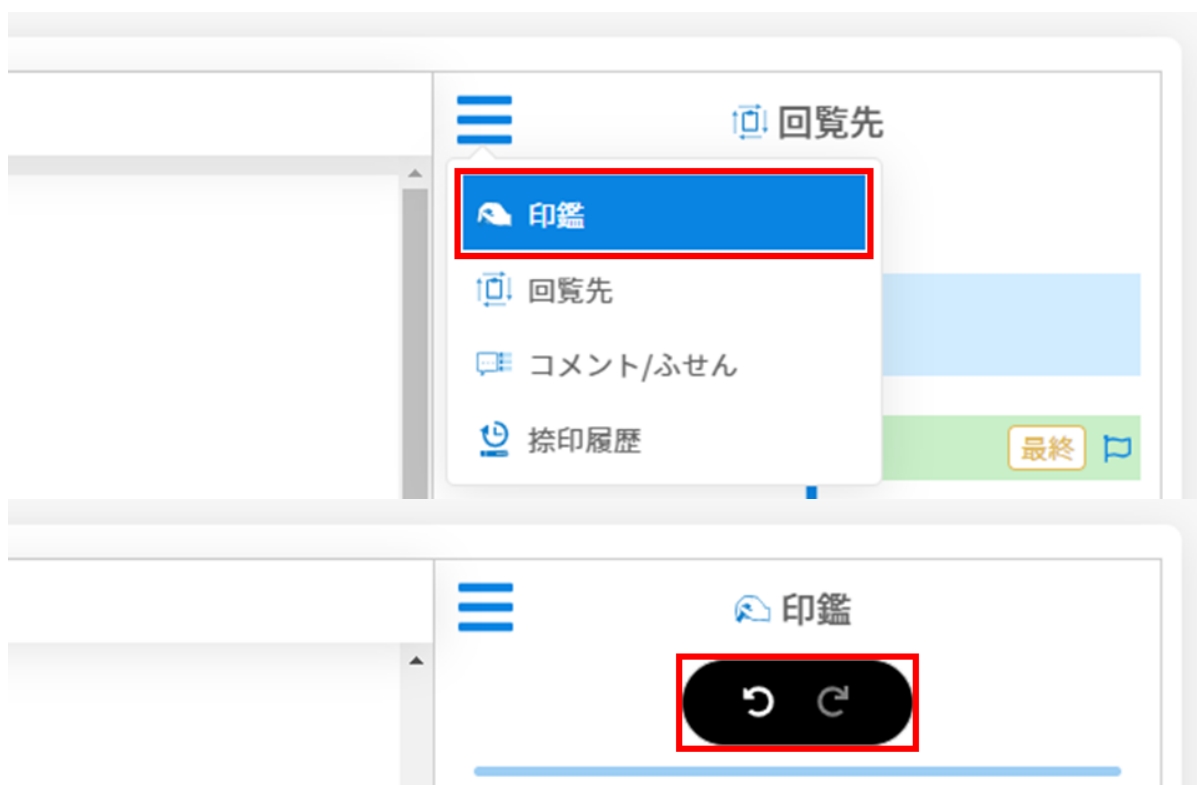 回覧先
印鑑
回覧先
コメント/ふせん
捺印履歴
最終
印鑑